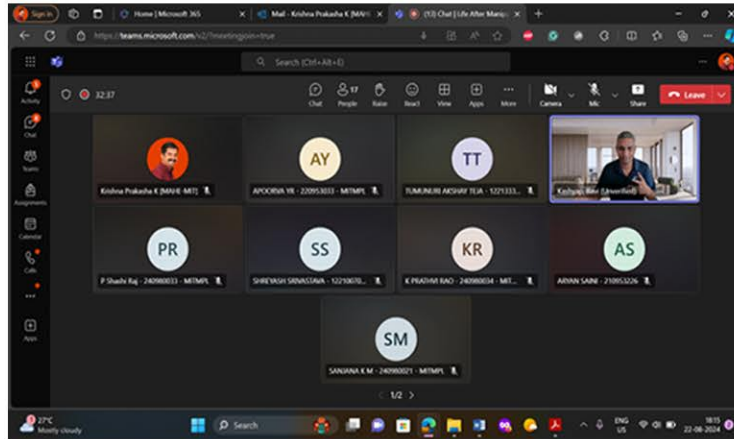 Sign in
Home | Microsoft 365
Mail - Krishna Prakasha K [MAHE-
(13) Chat | Life After Manip
https://teams.microsoft.com/v2/?meetingjoin=true
Search (Ctrl+Alt+E)
32:37
Chat People 17 Raise React View Apps More Camera Mic Share Leave
Activity
Chat
Teams
Assignments
Calendar
Calls
Apps
Krishna Prakasha K [MAHE-MIT]
AY
APOORVA YR - 220953033 - MITMPL
TT
TUMUNURI AKSHAY TEJA - 1221333...
Kashyap, Ravi (Unverified)
PR
P Shashi Raj - 240980033 - MITMPL
SS
SHREYASH SRIVASTAVA - 12210070...
KR
K PRATHVI RAO - 240980034 - MIT...
AS
ARYAN SAINI - 210953226
SM
SANJANA K M - 240980021 - MITMPL
1/2
27°C
Mostly cloudy
Search
ENG
US
18:15
22-08-2024